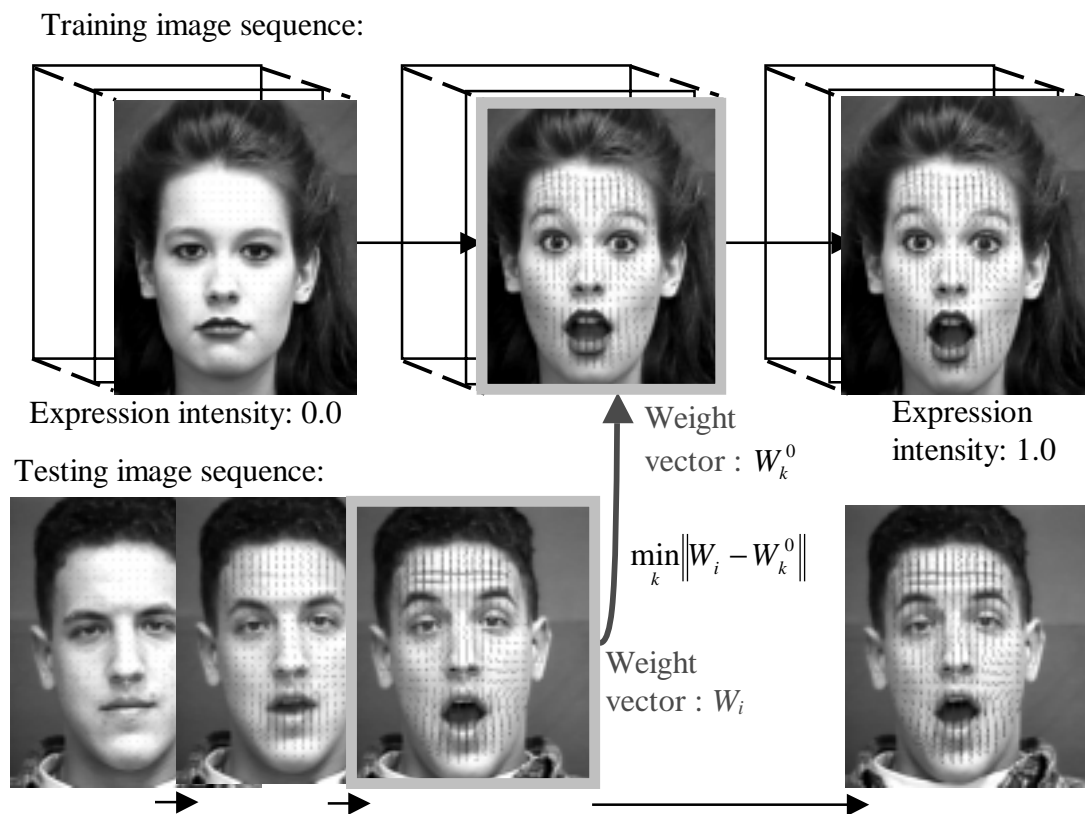 Training image sequence:
Expression intensity: 0.0
Expression
intensity: 1.0
Weight
vector : W_k^0
Testing image sequence:
min_k ||W_i − W_k^0||
Weight
vector : W_i